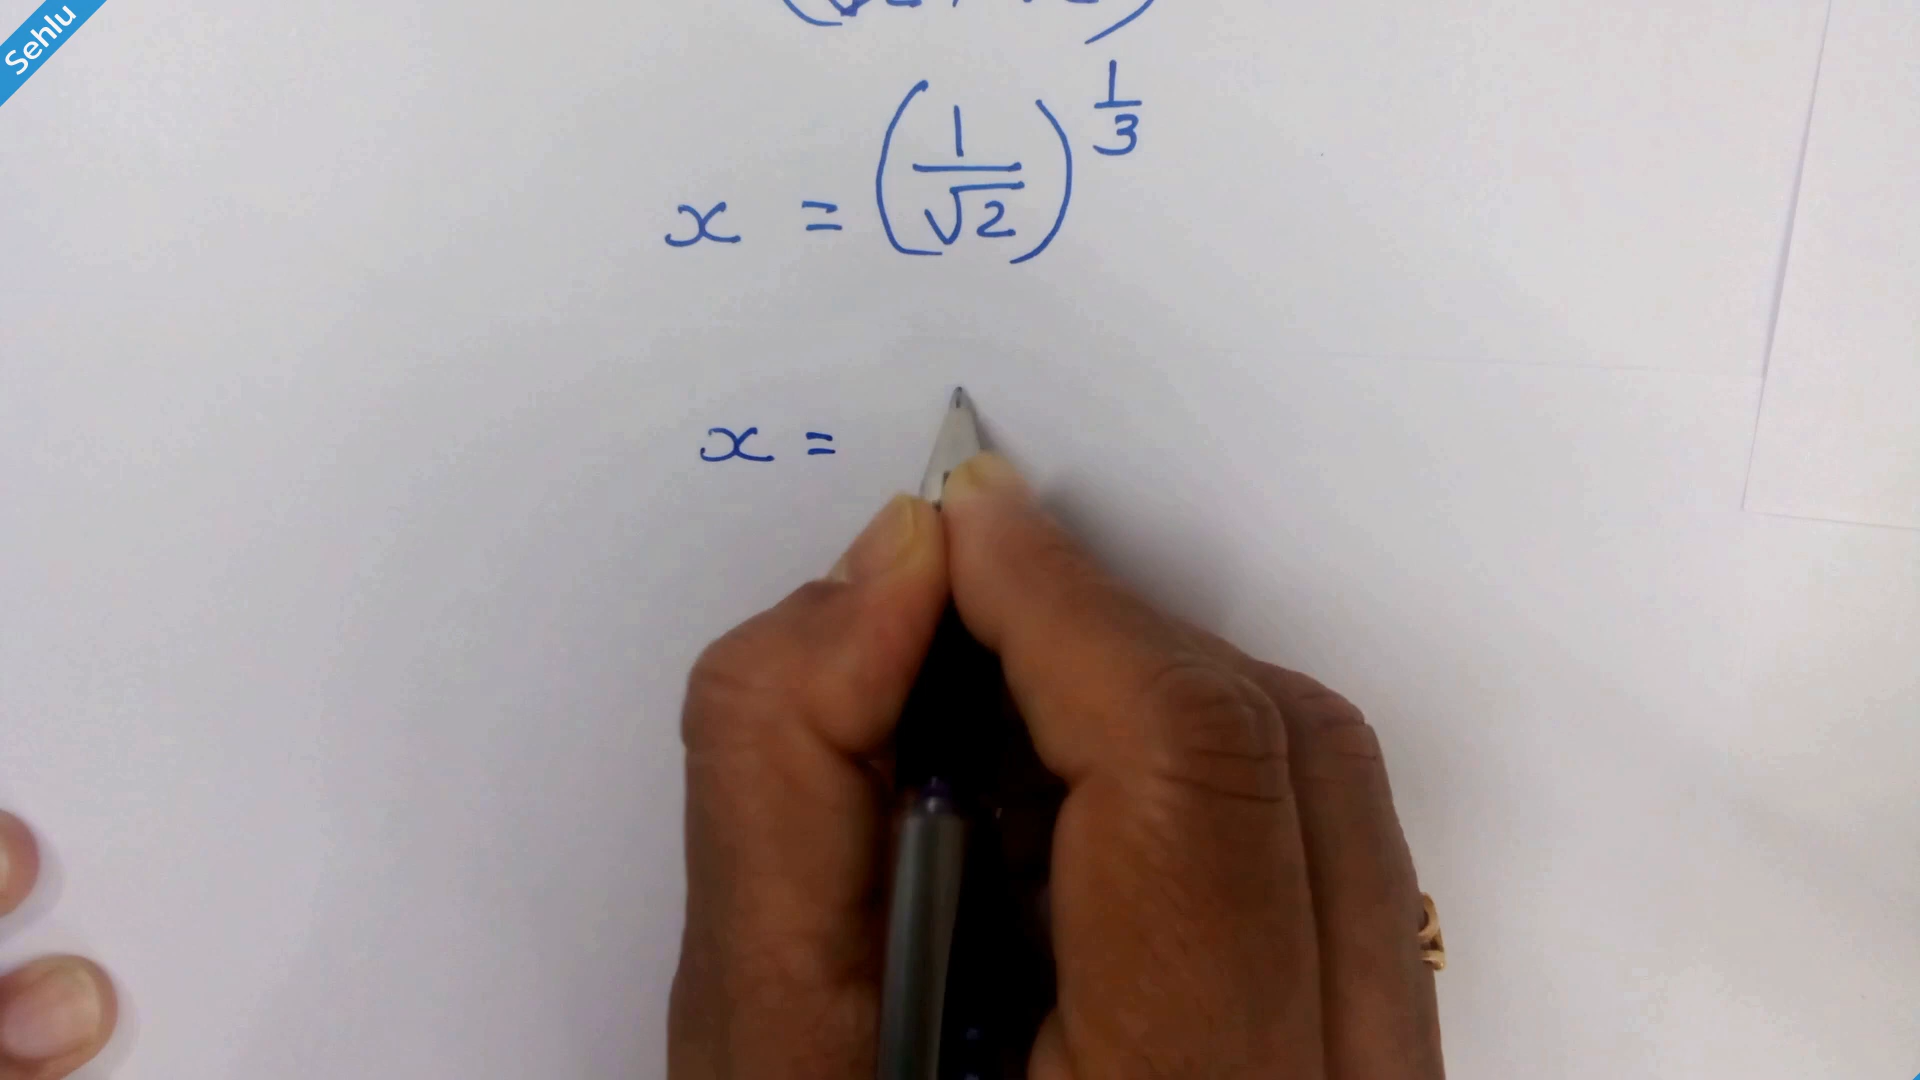 Sehlu
x = (1/√2)^(1/3)
x =